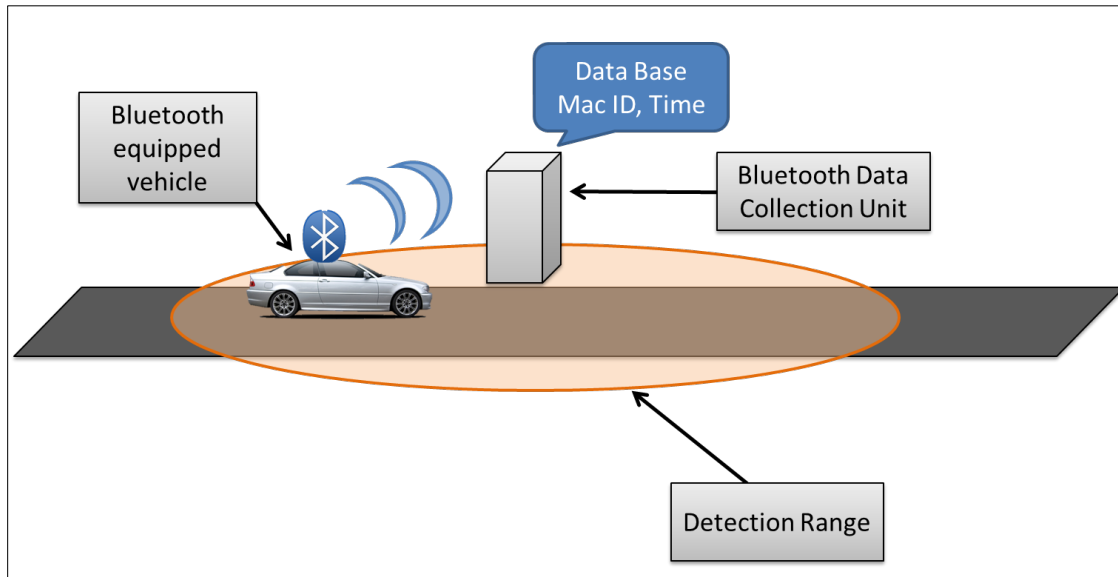 Data Base
Mac ID, Time
Bluetooth
equipped
vehicle
Bluetooth Data
Collection Unit
Detection Range